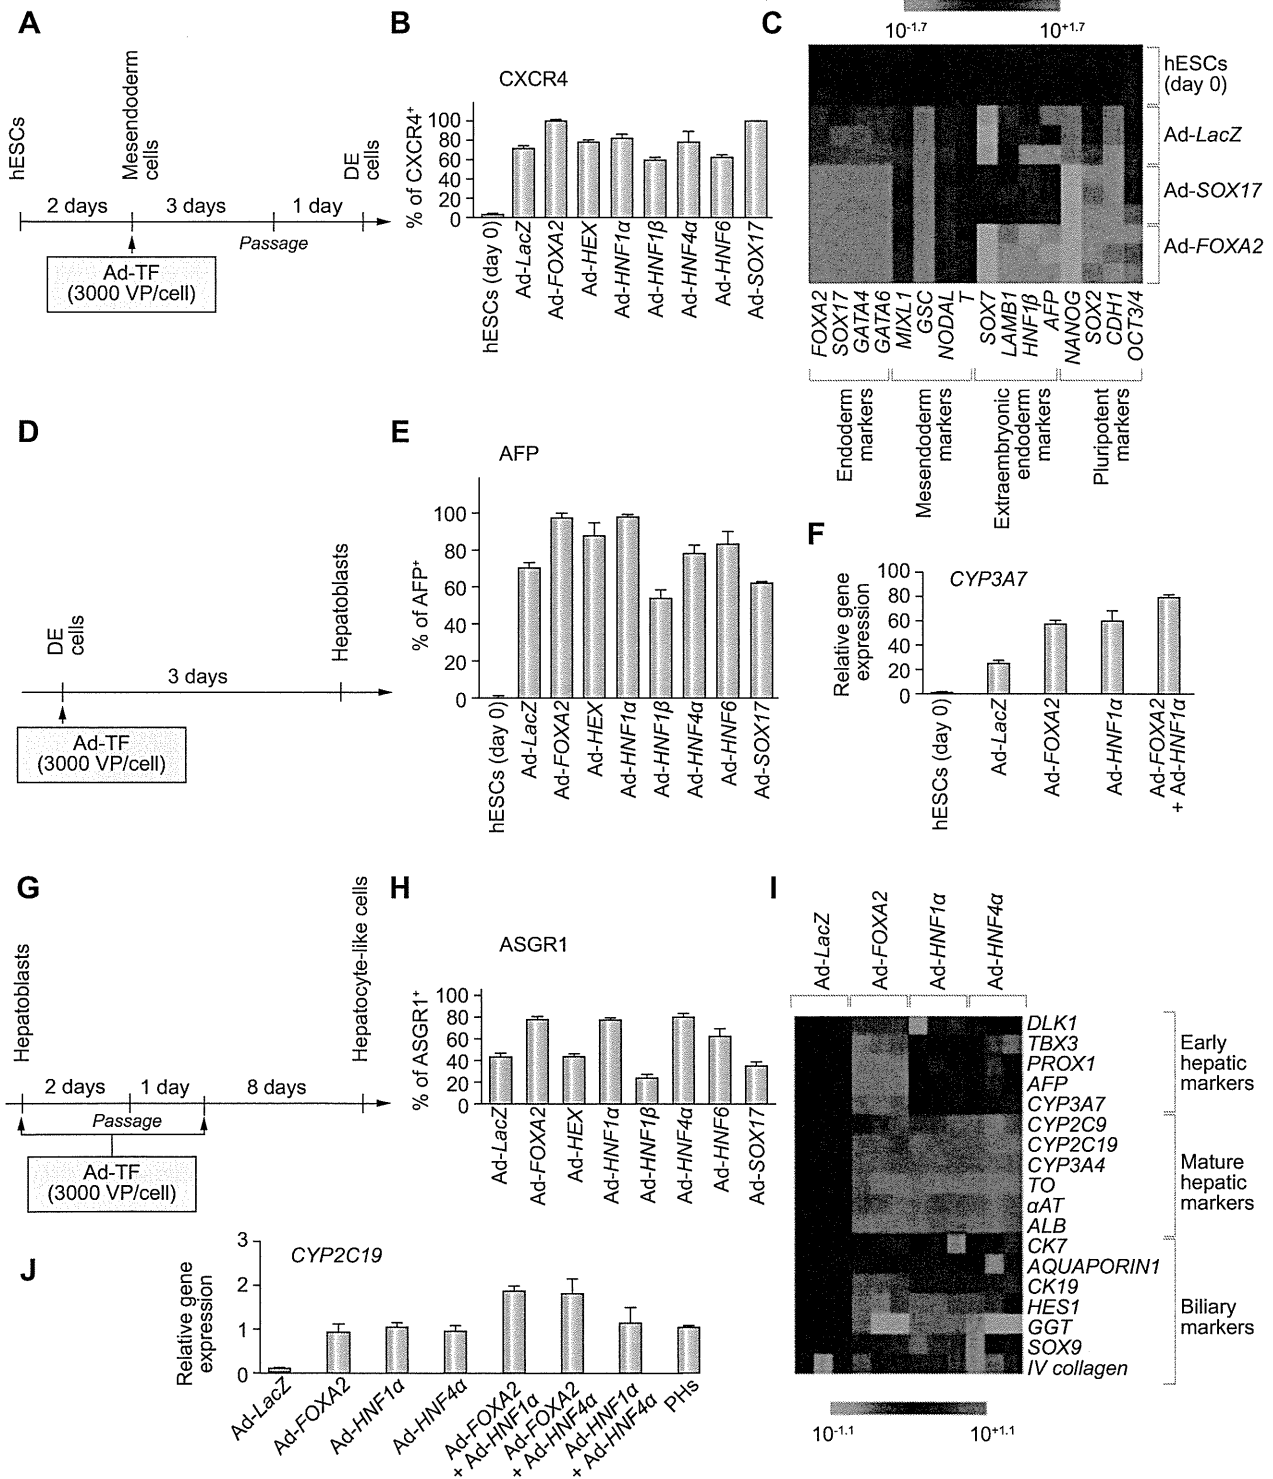 A
hESCs
Mesendoderm
cells
DE
cells
2 days
3 days
1 day
Passage
Ad-TF
(3000 VP/cell)
B
CXCR4
% of CXCR4⁺
100
80
60
40
20
0
hESCs (day 0)
Ad-LacZ
Ad-FOXA2
Ad-HEX
Ad-HNF1α
Ad-HNF1β
Ad-HNF4α
Ad-HNF6
Ad-SOX17
C
10⁻¹·⁷
10⁺¹·⁷
hESCs
(day 0)
Ad-LacZ
Ad-SOX17
Ad-FOXA2
FOXA2
SOX17
GATA4
GATA6
MIXL1
GSC
NODAL
T
SOX7
LAMB1
HNF1β
AFP
NANOG
SOX2
CDH1
OCT3/4
Endoderm
markers
Mesendoderm
markers
Extraembryonic
endoderm
markers
Pluripotent
markers
D
DE
cells
Hepatoblasts
3 days
Ad-TF
(3000 VP/cell)
E
AFP
% of AFP⁺
100
80
60
40
20
0
hESCs (day 0)
Ad-LacZ
Ad-FOXA2
Ad-HEX
Ad-HNF1α
Ad-HNF1β
Ad-HNF4α
Ad-HNF6
Ad-SOX17
F
CYP3A7
Relative gene
expression
100
80
60
40
20
0
hESCs (day 0)
Ad-LacZ
Ad-FOXA2
Ad-HNF1α
Ad-FOXA2
+ Ad-HNF1α
G
Hepatoblasts
Hepatocyte-like cells
2 days
1 day
8 days
Passage
Ad-TF
(3000 VP/cell)
H
ASGR1
% of ASGR1⁺
100
80
60
40
20
0
Ad-LacZ
Ad-FOXA2
Ad-HEX
Ad-HNF1α
Ad-HNF1β
Ad-HNF4α
Ad-HNF6
Ad-SOX17
I
Ad-LacZ
Ad-FOXA2
Ad-HNF1α
Ad-HNF4α
DLK1
TBX3
PROX1
AFP
CYP3A7
CYP2C9
CYP2C19
CYP3A4
TO
αAT
ALB
CK7
AQUAPORIN1
CK19
HES1
GGT
SOX9
IV collagen
Early
hepatic
markers
Mature
hepatic
markers
Biliary
markers
10⁻¹·¹
10⁺¹·¹
J
CYP2C19
Relative gene
expression
3
2
1
0
Ad-LacZ
Ad-FOXA2
Ad-HNF1α
Ad-HNF4α
Ad-FOXA2
+ Ad-HNF1α
Ad-FOXA2
+ Ad-HNF4α
Ad-HNF1α
+ Ad-HNF4α
PHs